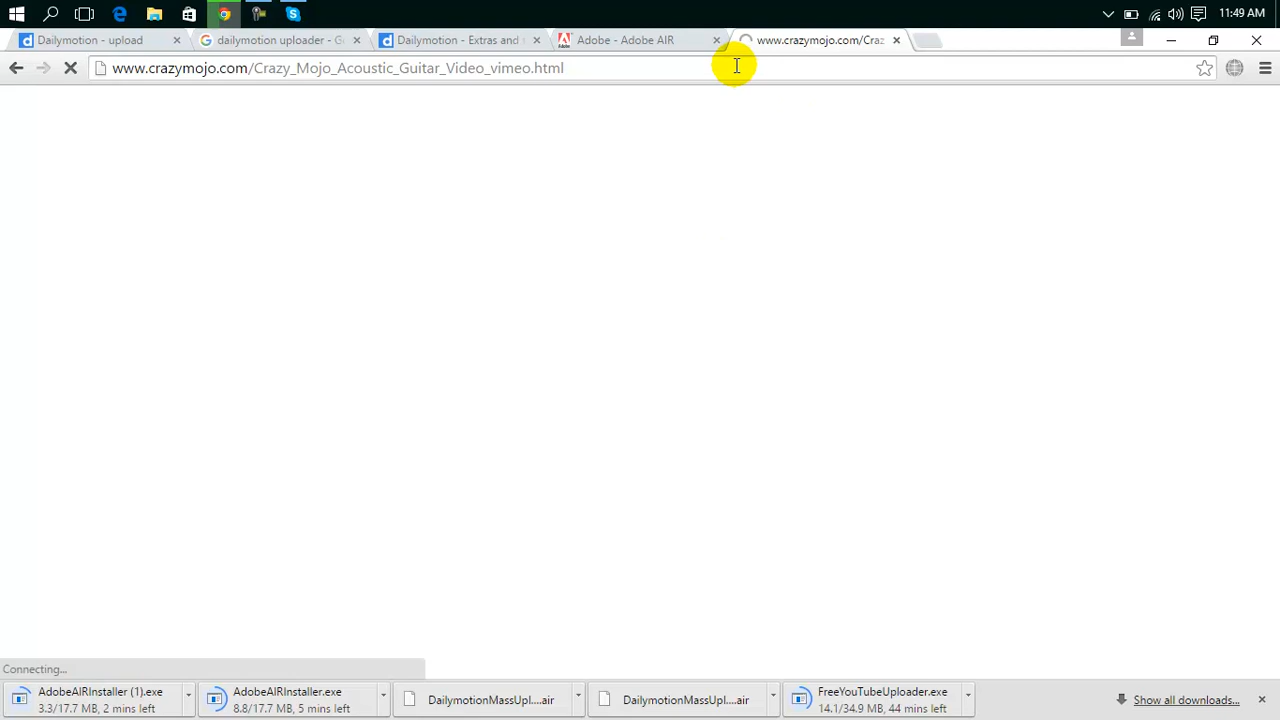 11:49 AM
Dailymotion - upload
dailymotion uploader - G
Dailymotion - Extras and
Adobe - Adobe AIR
www.crazymojo.com/Craz
www.crazymojo.com/Crazy_Mojo_Acoustic_Guitar_Video_vimeo.html
Connecting...
AdobeAIRInstaller (1).exe
3.3/17.7 MB, 2 mins left
AdobeAIRInstaller.exe
8.8/17.7 MB, 5 mins left
DailymotionMassUpl....air
DailymotionMassUpl....air
FreeYouTubeUploader.exe
14.1/34.9 MB, 44 mins left
Show all downloads...